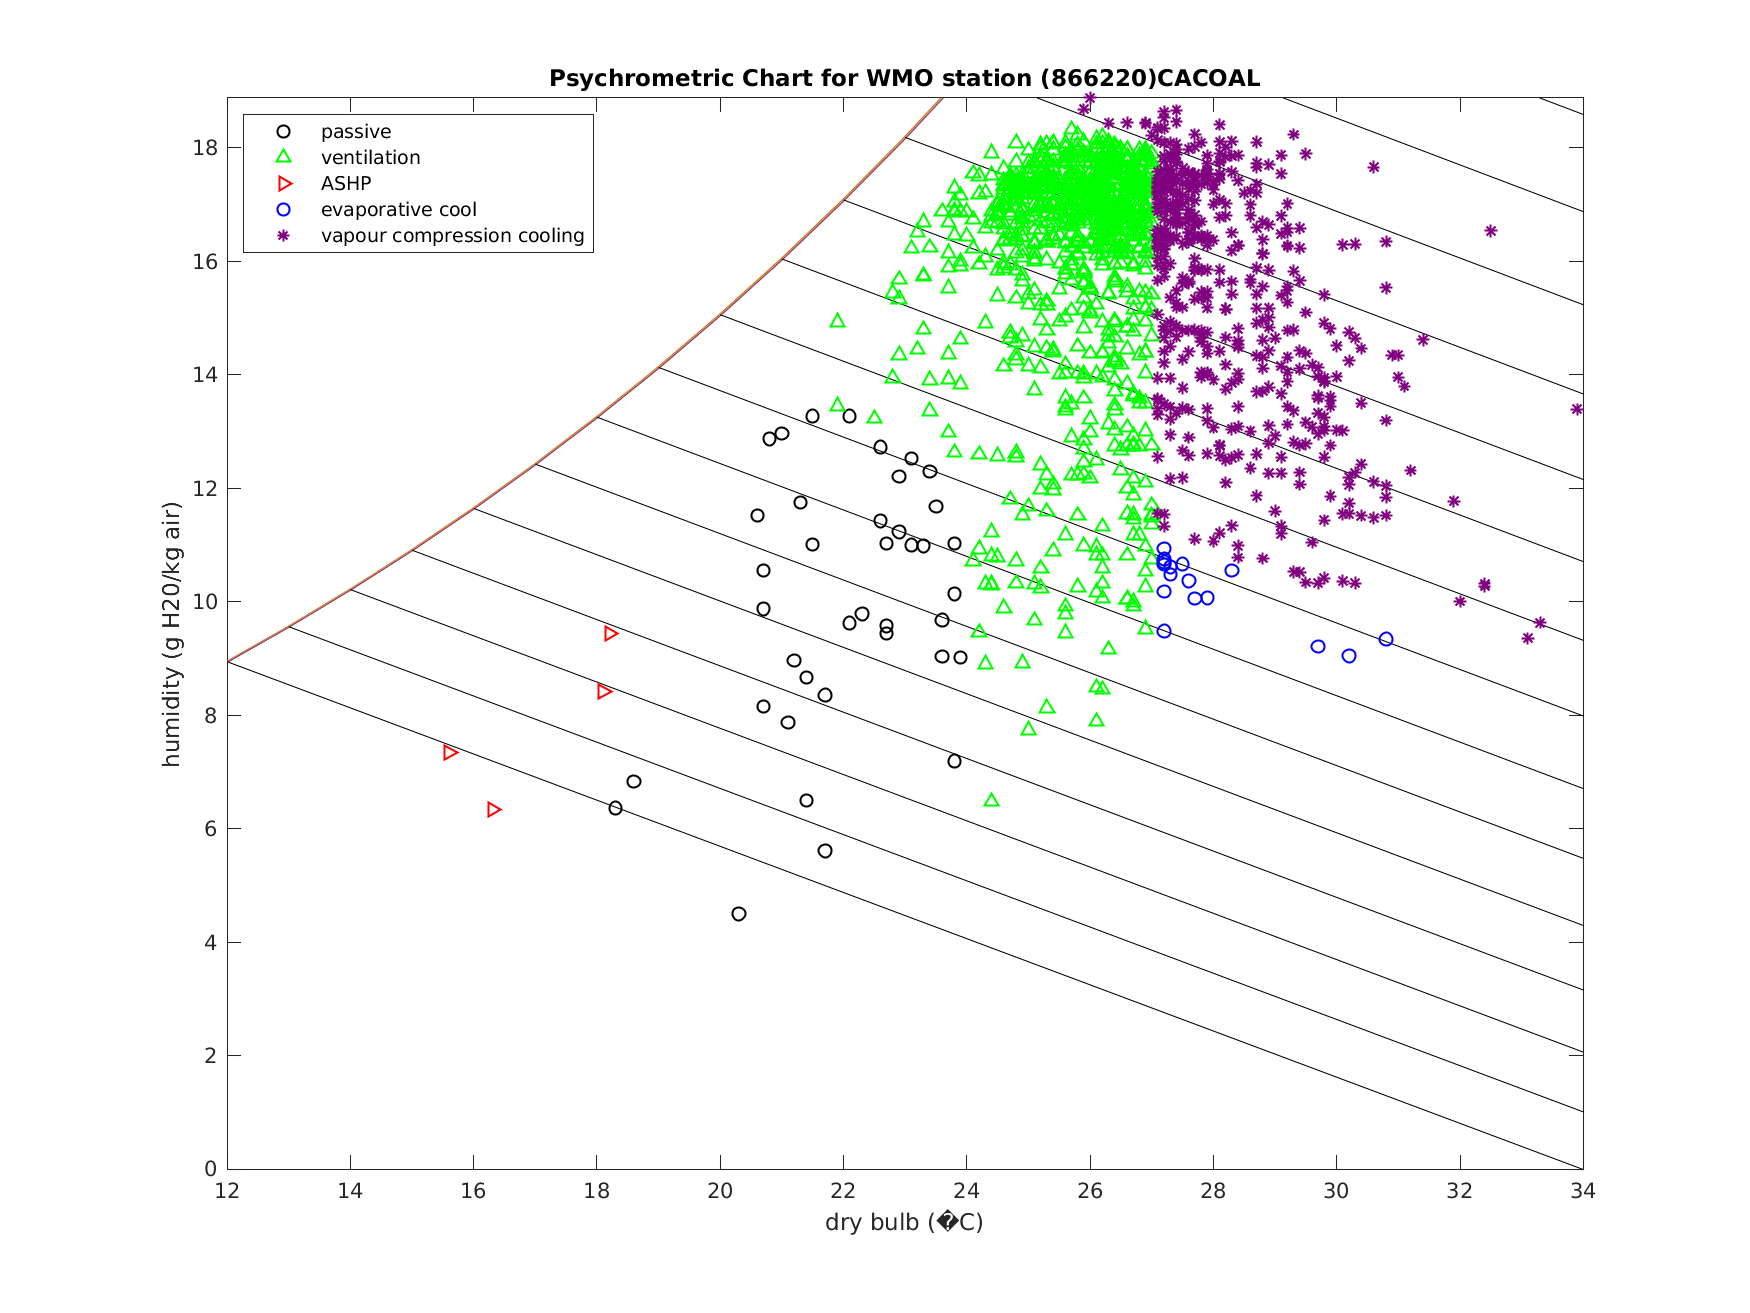 Psychrometric Chart for WMO station (866220)CACOAL
passive
ventilation
ASHP
evaporative cool
vapour compression cooling
humidity (g H20/kg air)
18
16
14
12
10
8
6
4
2
0
12 14 16 18 20 22 24 26 28 30 32 34
dry bulb (�C)